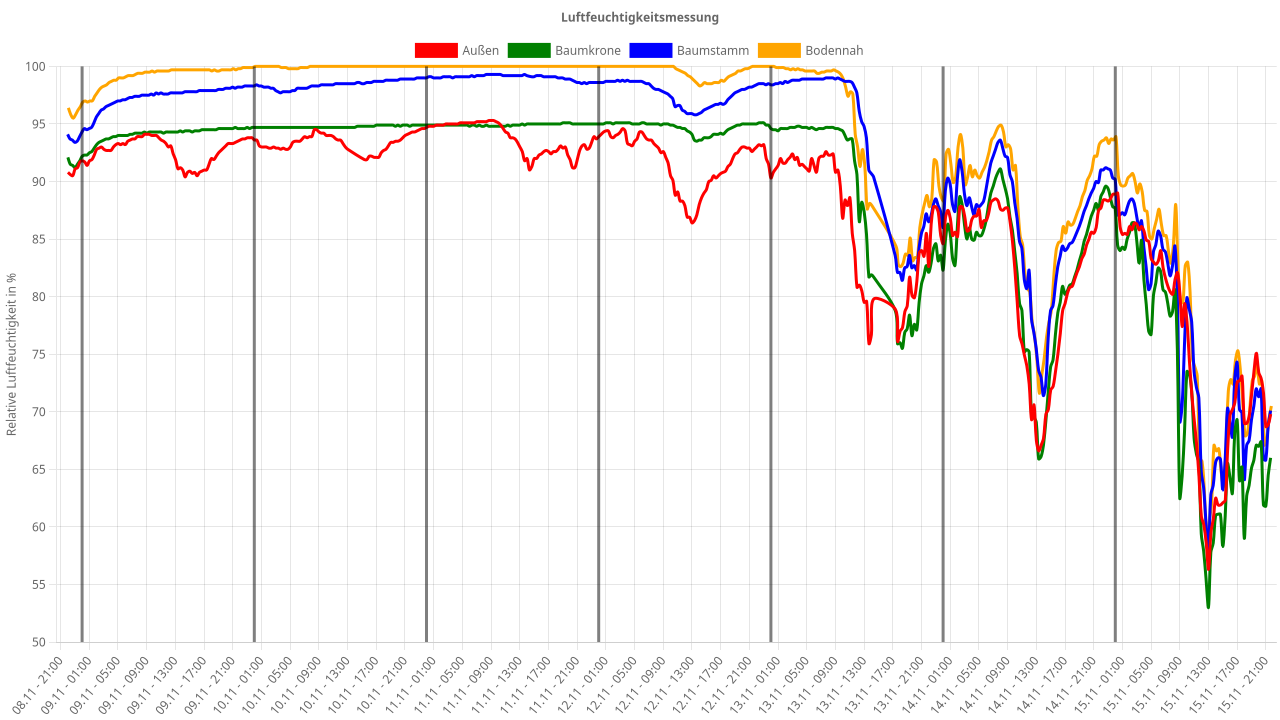 Luftfeuchtigkeitsmessung
Außen Baumkrone Baumstamm Bodennah
Relative Luftfeuchtigkeit in %
100
95
90
85
80
75
70
65
60
55
50
08.11 - 21:00
09.11 - 01:00
09.11 - 05:00
09.11 - 09:00
09.11 - 13:00
09.11 - 17:00
09.11 - 21:00
10.11 - 01:00
10.11 - 05:00
10.11 - 09:00
10.11 - 13:00
10.11 - 17:00
10.11 - 21:00
11.11 - 01:00
11.11 - 05:00
11.11 - 09:00
11.11 - 13:00
11.11 - 17:00
11.11 - 21:00
12.11 - 01:00
12.11 - 05:00
12.11 - 09:00
12.11 - 13:00
12.11 - 17:00
12.11 - 21:00
13.11 - 01:00
13.11 - 05:00
13.11 - 09:00
13.11 - 13:00
13.11 - 17:00
13.11 - 21:00
14.11 - 01:00
14.11 - 05:00
14.11 - 09:00
14.11 - 13:00
14.11 - 17:00
14.11 - 21:00
15.11 - 01:00
15.11 - 05:00
15.11 - 09:00
15.11 - 13:00
15.11 - 17:00
15.11 - 21:00